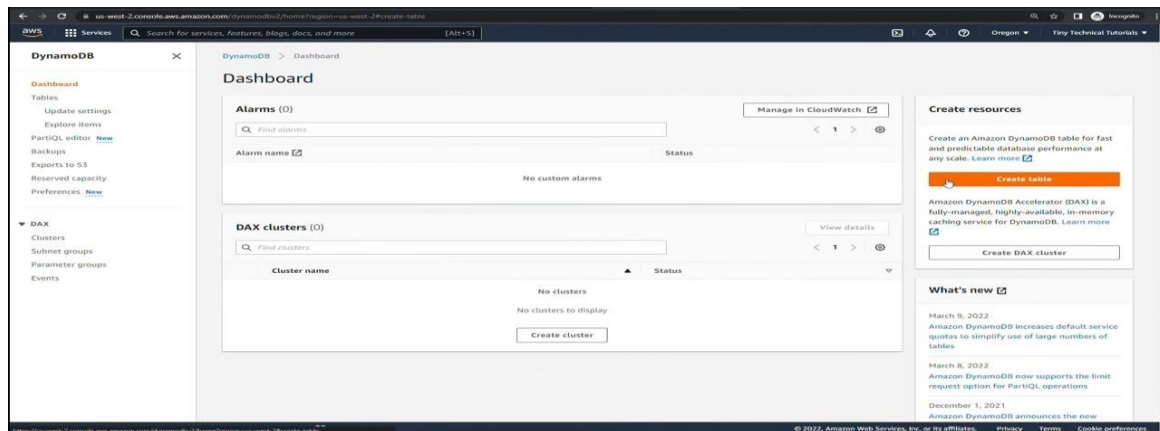 us-west-2.console.aws.amazon.com/dynamodbv2/home?region=us-west-2#create-table
Incognito
aws
Services
Search for services, features, blogs, docs, and more
[Alt+S]
Oregon
Tiny Technical Tutorials
DynamoDB
Dashboard
Tables
Update settings
Explore items
PartiQL editor New
Backups
Exports to S3
Reserved capacity
Preferences New
DAX
Clusters
Subnet groups
Parameter groups
Events
DynamoDB > Dashboard
Dashboard
Alarms (0)
Manage in CloudWatch
Find alarms
< 1 >
Alarm name
Status
No custom alarms
DAX clusters (0)
View details
Find clusters
< 1 >
Cluster name
Status
No clusters
No clusters to display
Create cluster
Create resources
Create an Amazon DynamoDB table for fast
and predictable database performance at
any scale. Learn more
Create table
Amazon DynamoDB Accelerator (DAX) is a
fully-managed, highly-available, in-memory
caching service for DynamoDB. Learn more
Create DAX cluster
What's new
March 9, 2022
Amazon DynamoDB increases default service
quotas to simplify use of large numbers of
tables
March 8, 2022
Amazon DynamoDB now supports the limit
request option for PartiQL operations
December 1, 2021
Amazon DynamoDB announces the new
© 2022, Amazon Web Services, Inc. or its affiliates.
Privacy
Terms
Cookie preferences